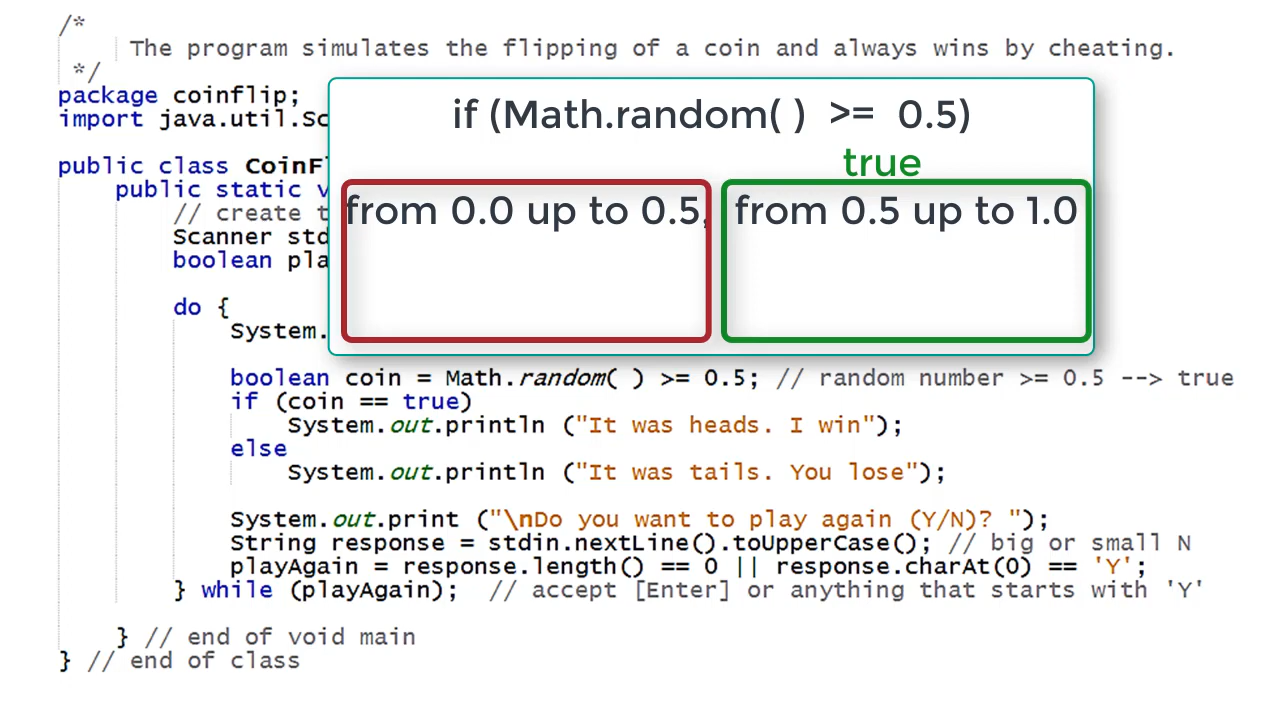 /*
The program simulates the flipping of a coin and always wins by cheating.
*/
package coinflip;
import java.util.Sc
if (Math.random( ) >= 0.5)
true
public class CoinF
public static v
from 0.0 up to 0.5, from 0.5 up to 1.0
// create t
Scanner std
boolean pla
do {
System.
boolean coin = Math.random( ) >= 0.5; // random number >= 0.5 --> true
if (coin == true)
System.out.println ("It was heads. I win");
else
System.out.println ("It was tails. You lose");
System.out.print ("\nDo you want to play again (Y/N)? ");
String response = stdin.nextLine().toUpperCase(); // big or small N
playAgain = response.length() == 0 || response.charAt(0) == 'Y';
} while (playAgain); // accept [Enter] or anything that starts with 'Y'
} // end of void main
} // end of class